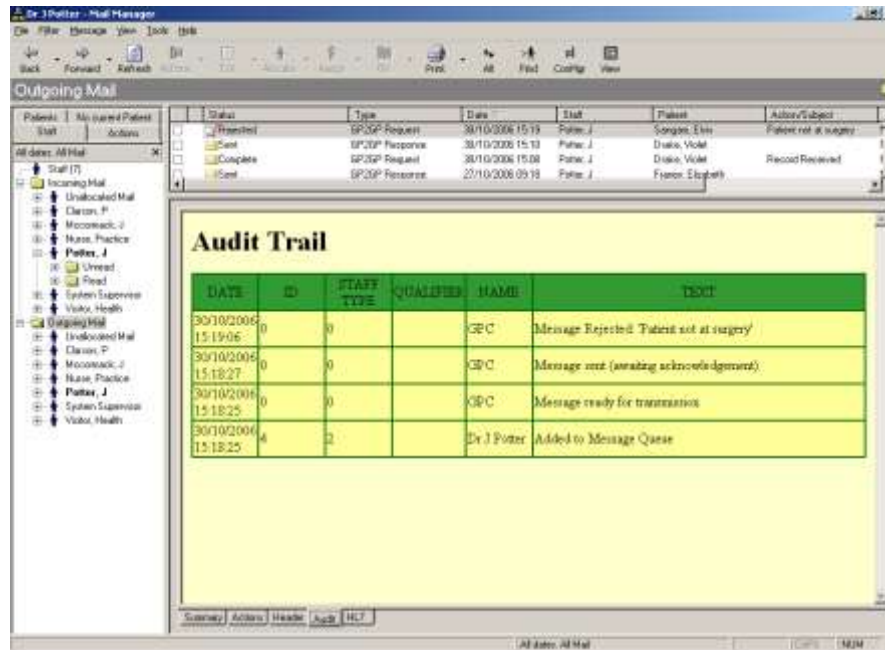 Dr J Potter - Mail Manager
File Filter Message View Tools Help
Back Forward Refresh Print All Find Config View
Outgoing Mail
Patients No current Patient
Staff Actions
All dates: All Mail
Staff (7)
Incoming Mail
Unallocated Mail
Clarson, P
Mccormack, J
Nurse, Practice
Potter, J
Unread
Read
System Supervisor
Visitor, Health
Outgoing Mail
Unallocated Mail
Clarson, P
Mccormack, J
Nurse, Practice
Potter, J
System Supervisor
Visitor, Health
Status Type Date Staff Patient Action/Subject
Rejected GP2GP Request 30/10/2006 15:19 Potter, J Patient not at surgery
Sent GP2GP Response 30/10/2006 Potter, J Drake, Violet
Complete GP2GP Request 30/10/2006 15:08 Potter, J Drake, Violet Record Received
Sent GP2GP Response 27/10/2006 09:18 Potter, J
Audit Trail
DATE ID STAFF TYPE QUALIFIER NAME TEXT
30/10/2006 15:19:06 0 0 GPC Message Rejected 'Patient not at surgery'
30/10/2006 15:18:27 0 0 GPC Message sent (awaiting acknowledgement)
30/10/2006 15:18:25 0 0 GPC Message ready for transmission
30/10/2006 15:18:25 4 2 Dr J Potter Added to Message Queue
Summary Actions Header Audit HL7
All dates: All Mail CAPS NUM